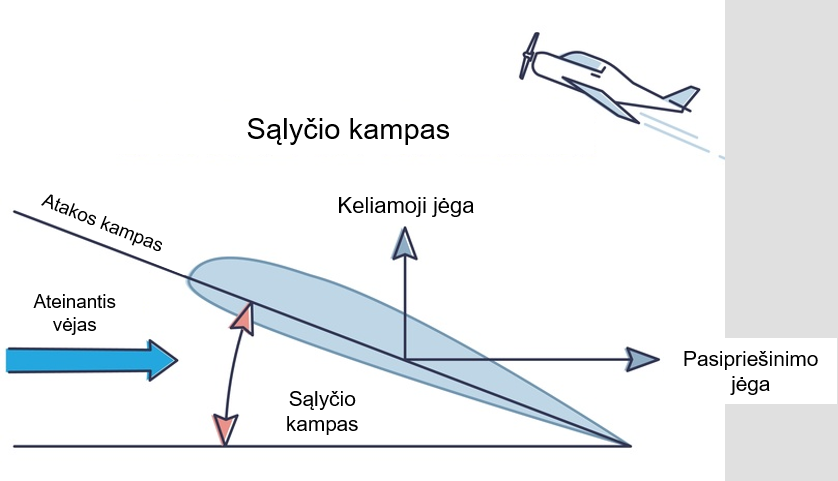 Sąlyčio kampas
Keliamoji jėga
Atakos kampas
Ateinantis
vėjas
Pasipriešinimo
jėga
Sąlyčio
kampas